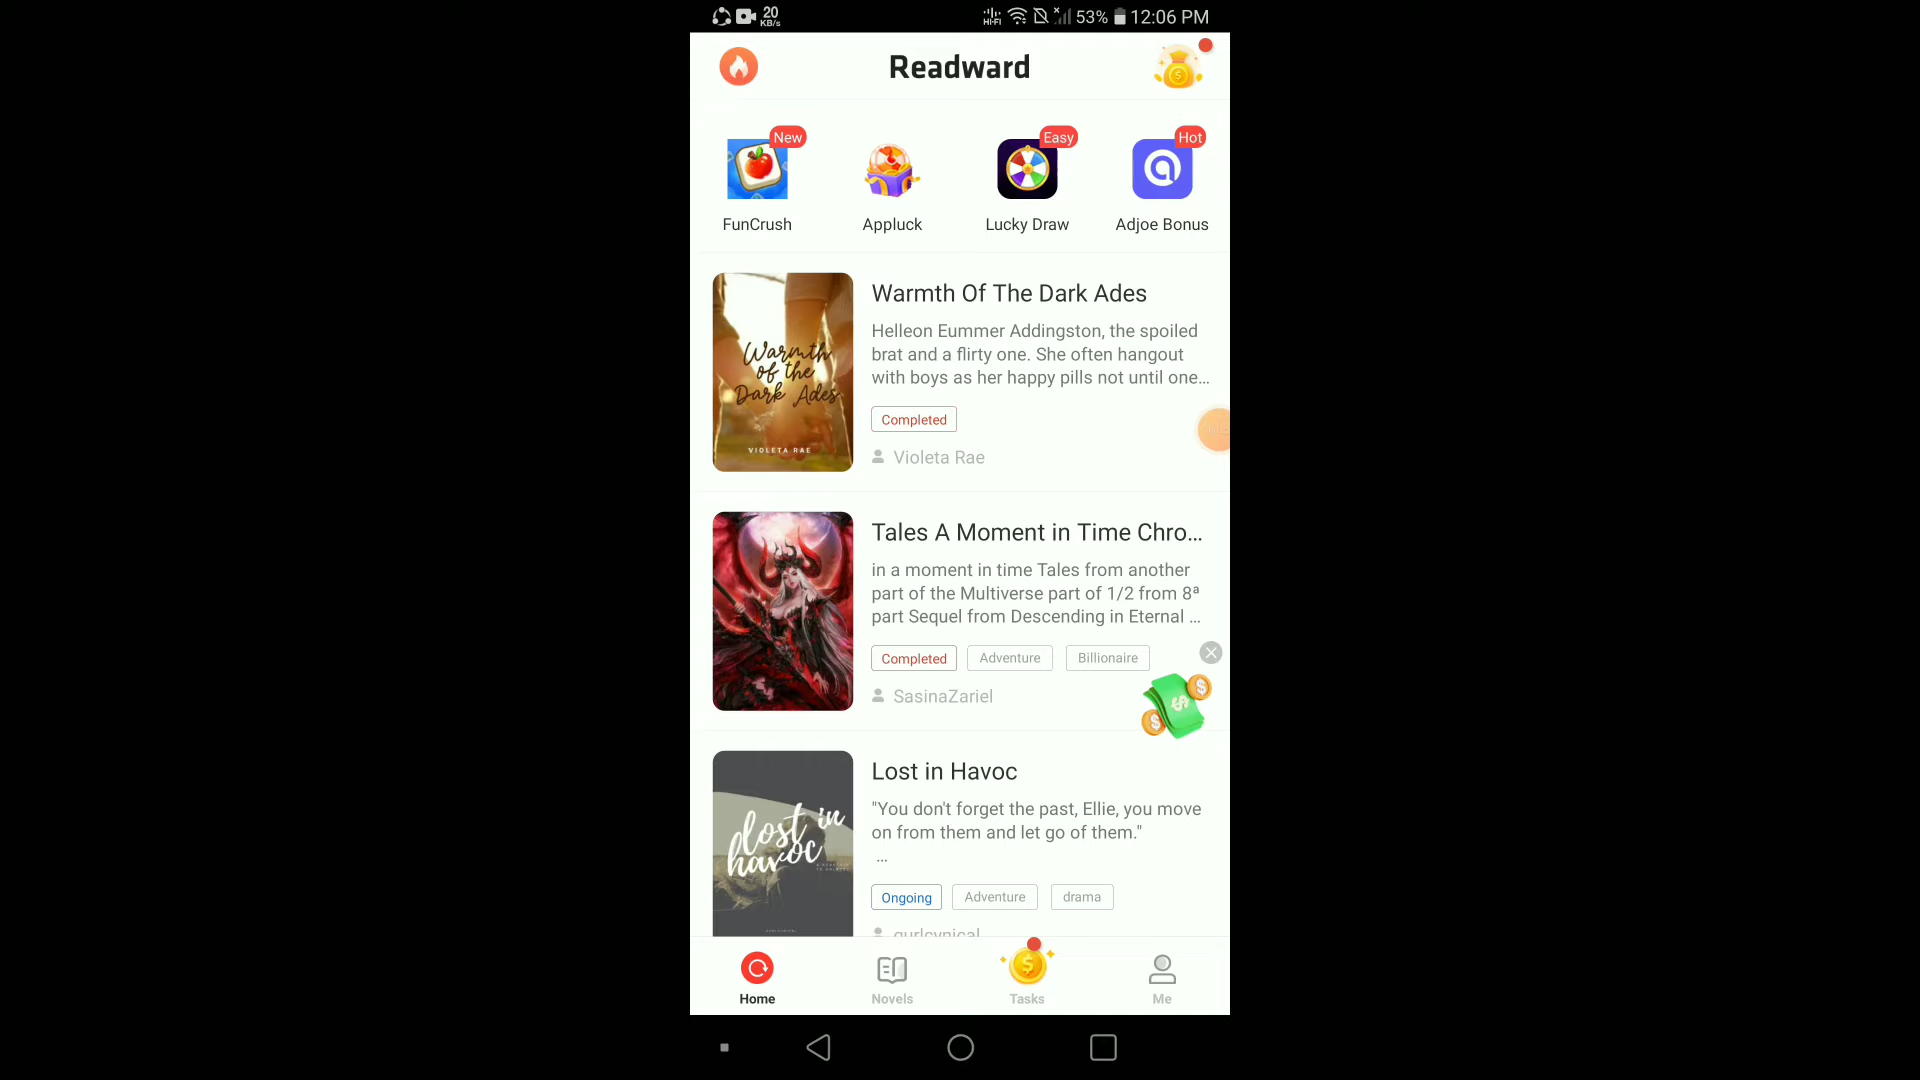 20
KB/s
HI-FI
53%
12:06 PM
Readward
New
Easy
Hot
FunCrush
Appluck
Lucky Draw
Adjoe Bonus
Warmth
of the
Dark Ades
VIOLETA RAE
Warmth Of The Dark Ades
Helleon Eummer Addingston, the spoiled
brat and a flirty one. She often hangout
with boys as her happy pills not until one...
Completed
Violeta Rae
Tales A Moment in Time Chro...
in a moment in time Tales from another
part of the Multiverse part of 1/2 from 8ª
part Sequel from Descending in Eternal ...
Completed
Adventure
Billionaire
SasinaZariel
lost in
havoc
Lost in Havoc
"You don't forget the past, Ellie, you move
on from them and let go of them."
...
Ongoing
Adventure
drama
gurlcynical
Home
Novels
Tasks
Me